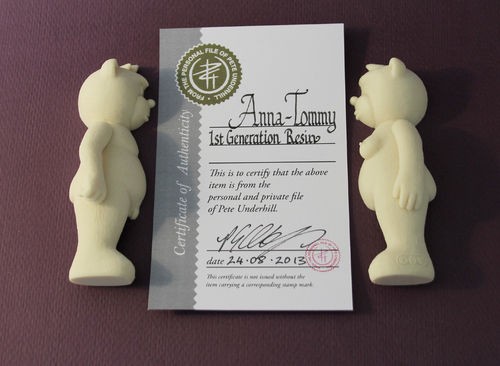 FROM THE PERSONAL FILE OF PETE UNDERHILL
Certificate of Authenticity
Anna-Tommy
1st Generation Resin
This is to certify that the above
item is from the
personal and private file
of Pete Underhill.
date 24.08.2013
This certificate is not issued without the
item carrying a corresponding stamp mark.